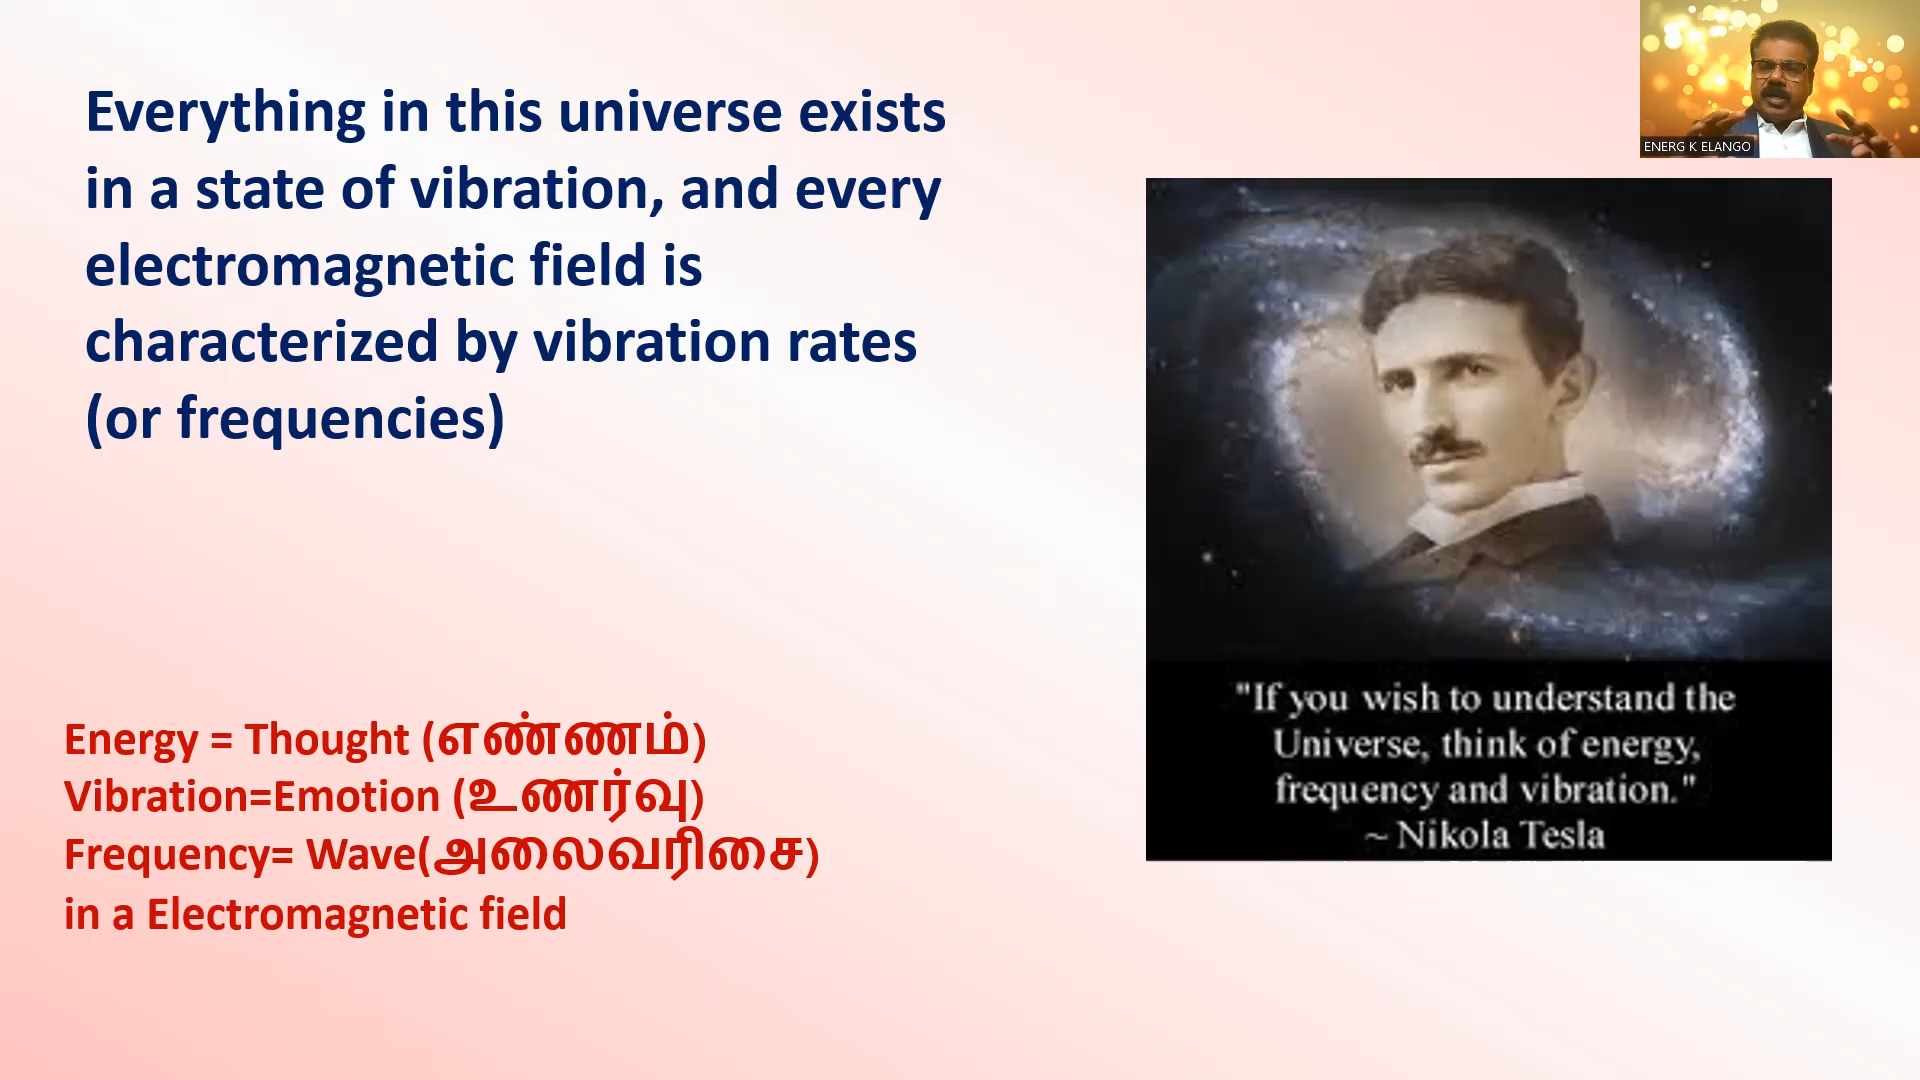 Everything in this universe exists
in a state of vibration, and every
electromagnetic field is
characterized by vibration rates
(or frequencies)
ENERG K ELANGO
"If you wish to understand the
Universe, think of energy,
frequency and vibration."
~ Nikola Tesla
Energy = Thought (எண்ணம்)
Vibration=Emotion (உணர்வு)
Frequency= Wave(அலைவரிசை)
in a Electromagnetic field